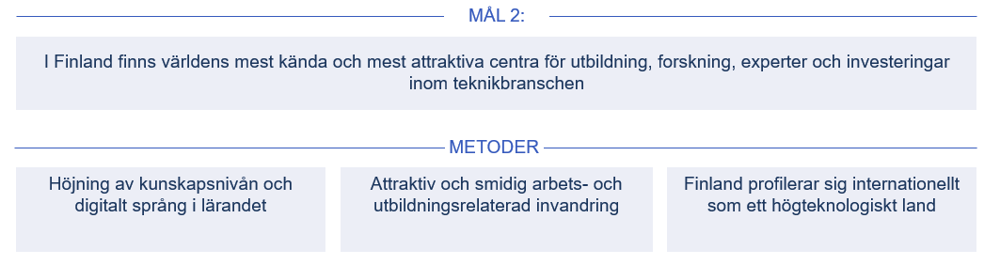 MÅL 2:
I Finland finns världens mest kända och mest attraktiva centra för utbildning, forskning, experter och investeringar
inom teknikbranschen
METODER
Höjning av kunskapsnivån och
digitalt språng i lärandet
Attraktiv och smidig arbets- och
utbildningsrelaterad invandring
Finland profilerar sig internationellt
som ett högteknologiskt land